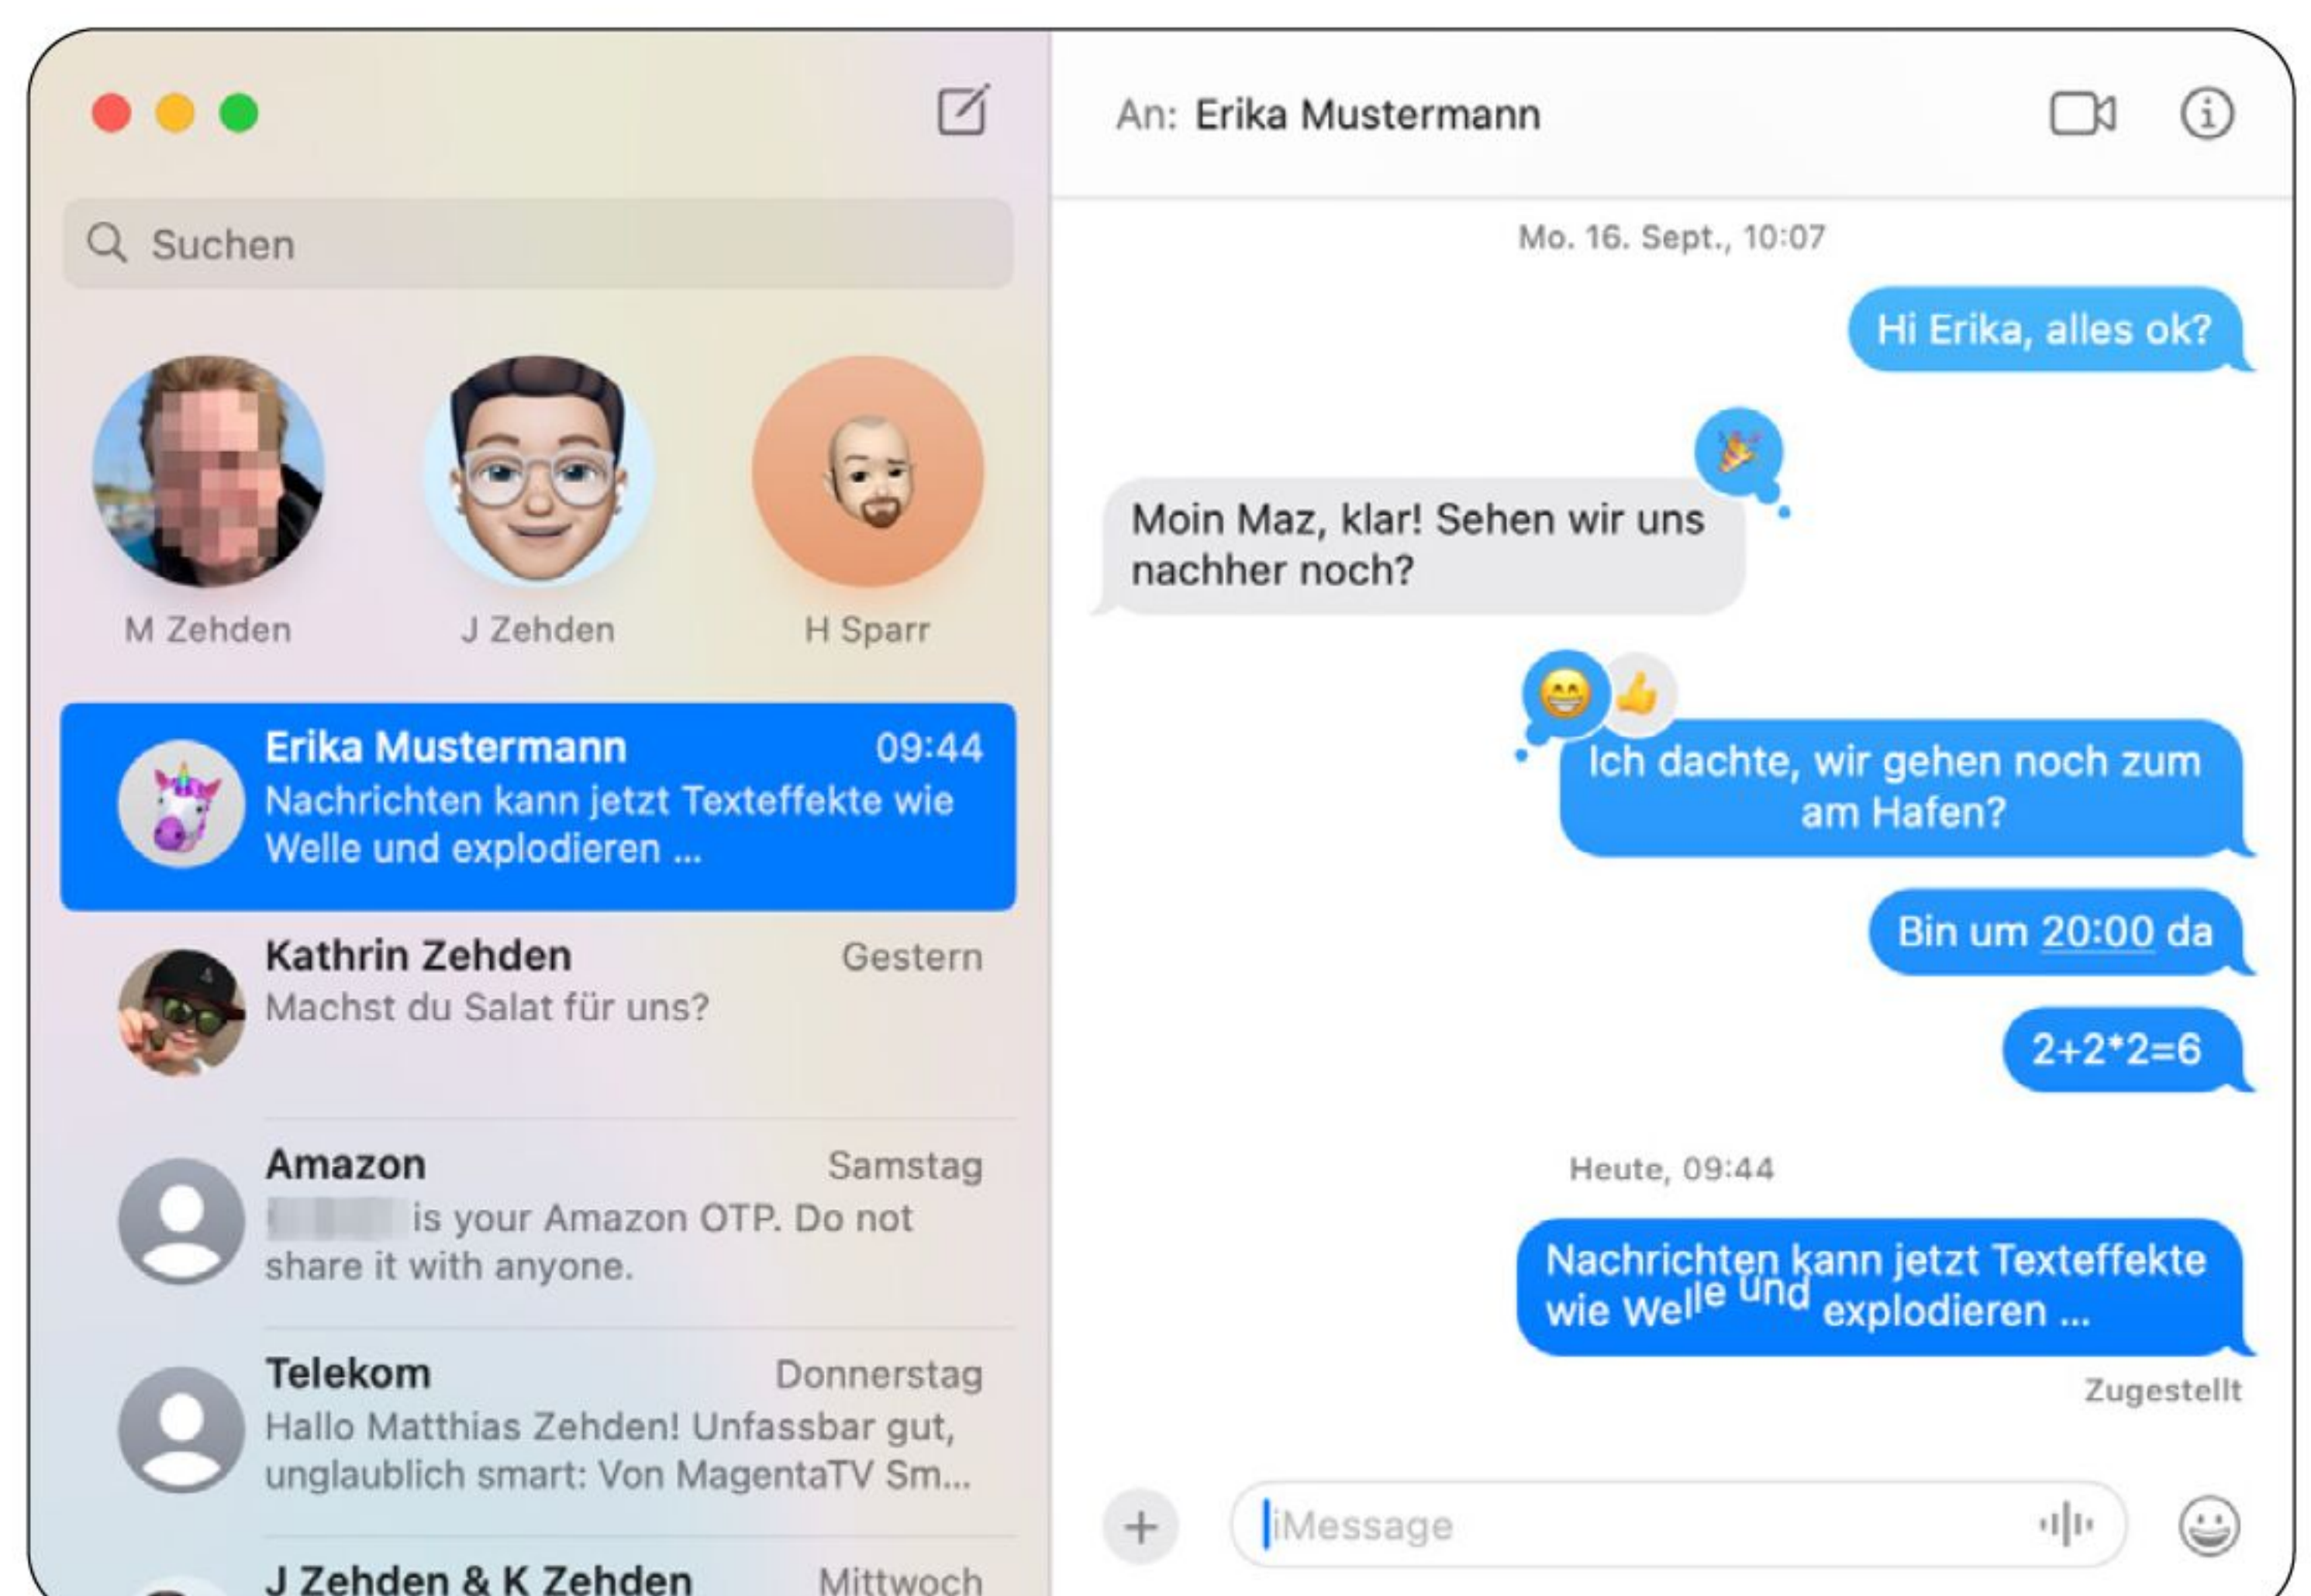 Suchen
M Zehden
J Zehden
H Sparr
Erika Mustermann 09:44
Nachrichten kann jetzt Texteffekte wie
Welle und explodieren ...
Kathrin Zehden Gestern
Machst du Salat für uns?
Amazon Samstag
is your Amazon OTP. Do not
share it with anyone.
Telekom Donnerstag
Hallo Matthias Zehden! Unfassbar gut,
unglaublich smart: Von MagentaTV Sm...
J Zehden & K Zehden Mittwoch
An: Erika Mustermann
Mo. 16. Sept., 10:07
Hi Erika, alles ok?
Moin Maz, klar! Sehen wir uns
nachher noch?
Ich dachte, wir gehen noch zum
am Hafen?
Bin um 20:00 da
2+2*2=6
Heute, 09:44
Nachrichten kann jetzt Texteffekte
wie Welle und explodieren ...
Zugestellt
iMessage